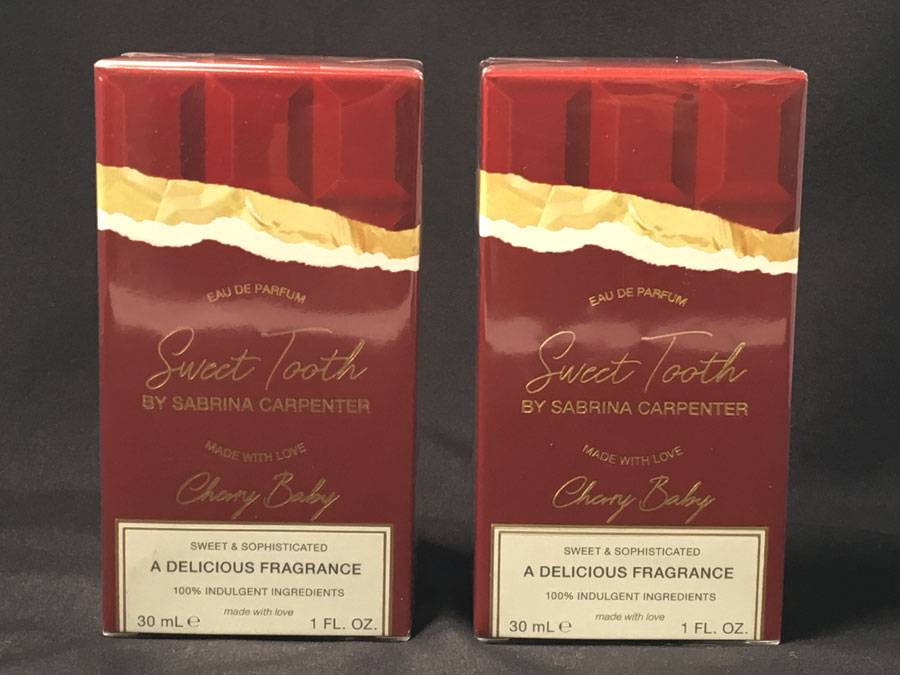 EAU DE PARFUM
Sweet Tooth
BY SABRINA CARPENTER
MADE WITH LOVE
Cherry Baby
SWEET & SOPHISTICATED
A DELICIOUS FRAGRANCE
100% INDULGENT INGREDIENTS
made with love
30 mL ℮ 1 FL. OZ.
EAU DE PARFUM
Sweet Tooth
BY SABRINA CARPENTER
MADE WITH LOVE
Cherry Baby
SWEET & SOPHISTICATED
A DELICIOUS FRAGRANCE
100% INDULGENT INGREDIENTS
made with love
30 mL ℮ 1 FL. OZ.